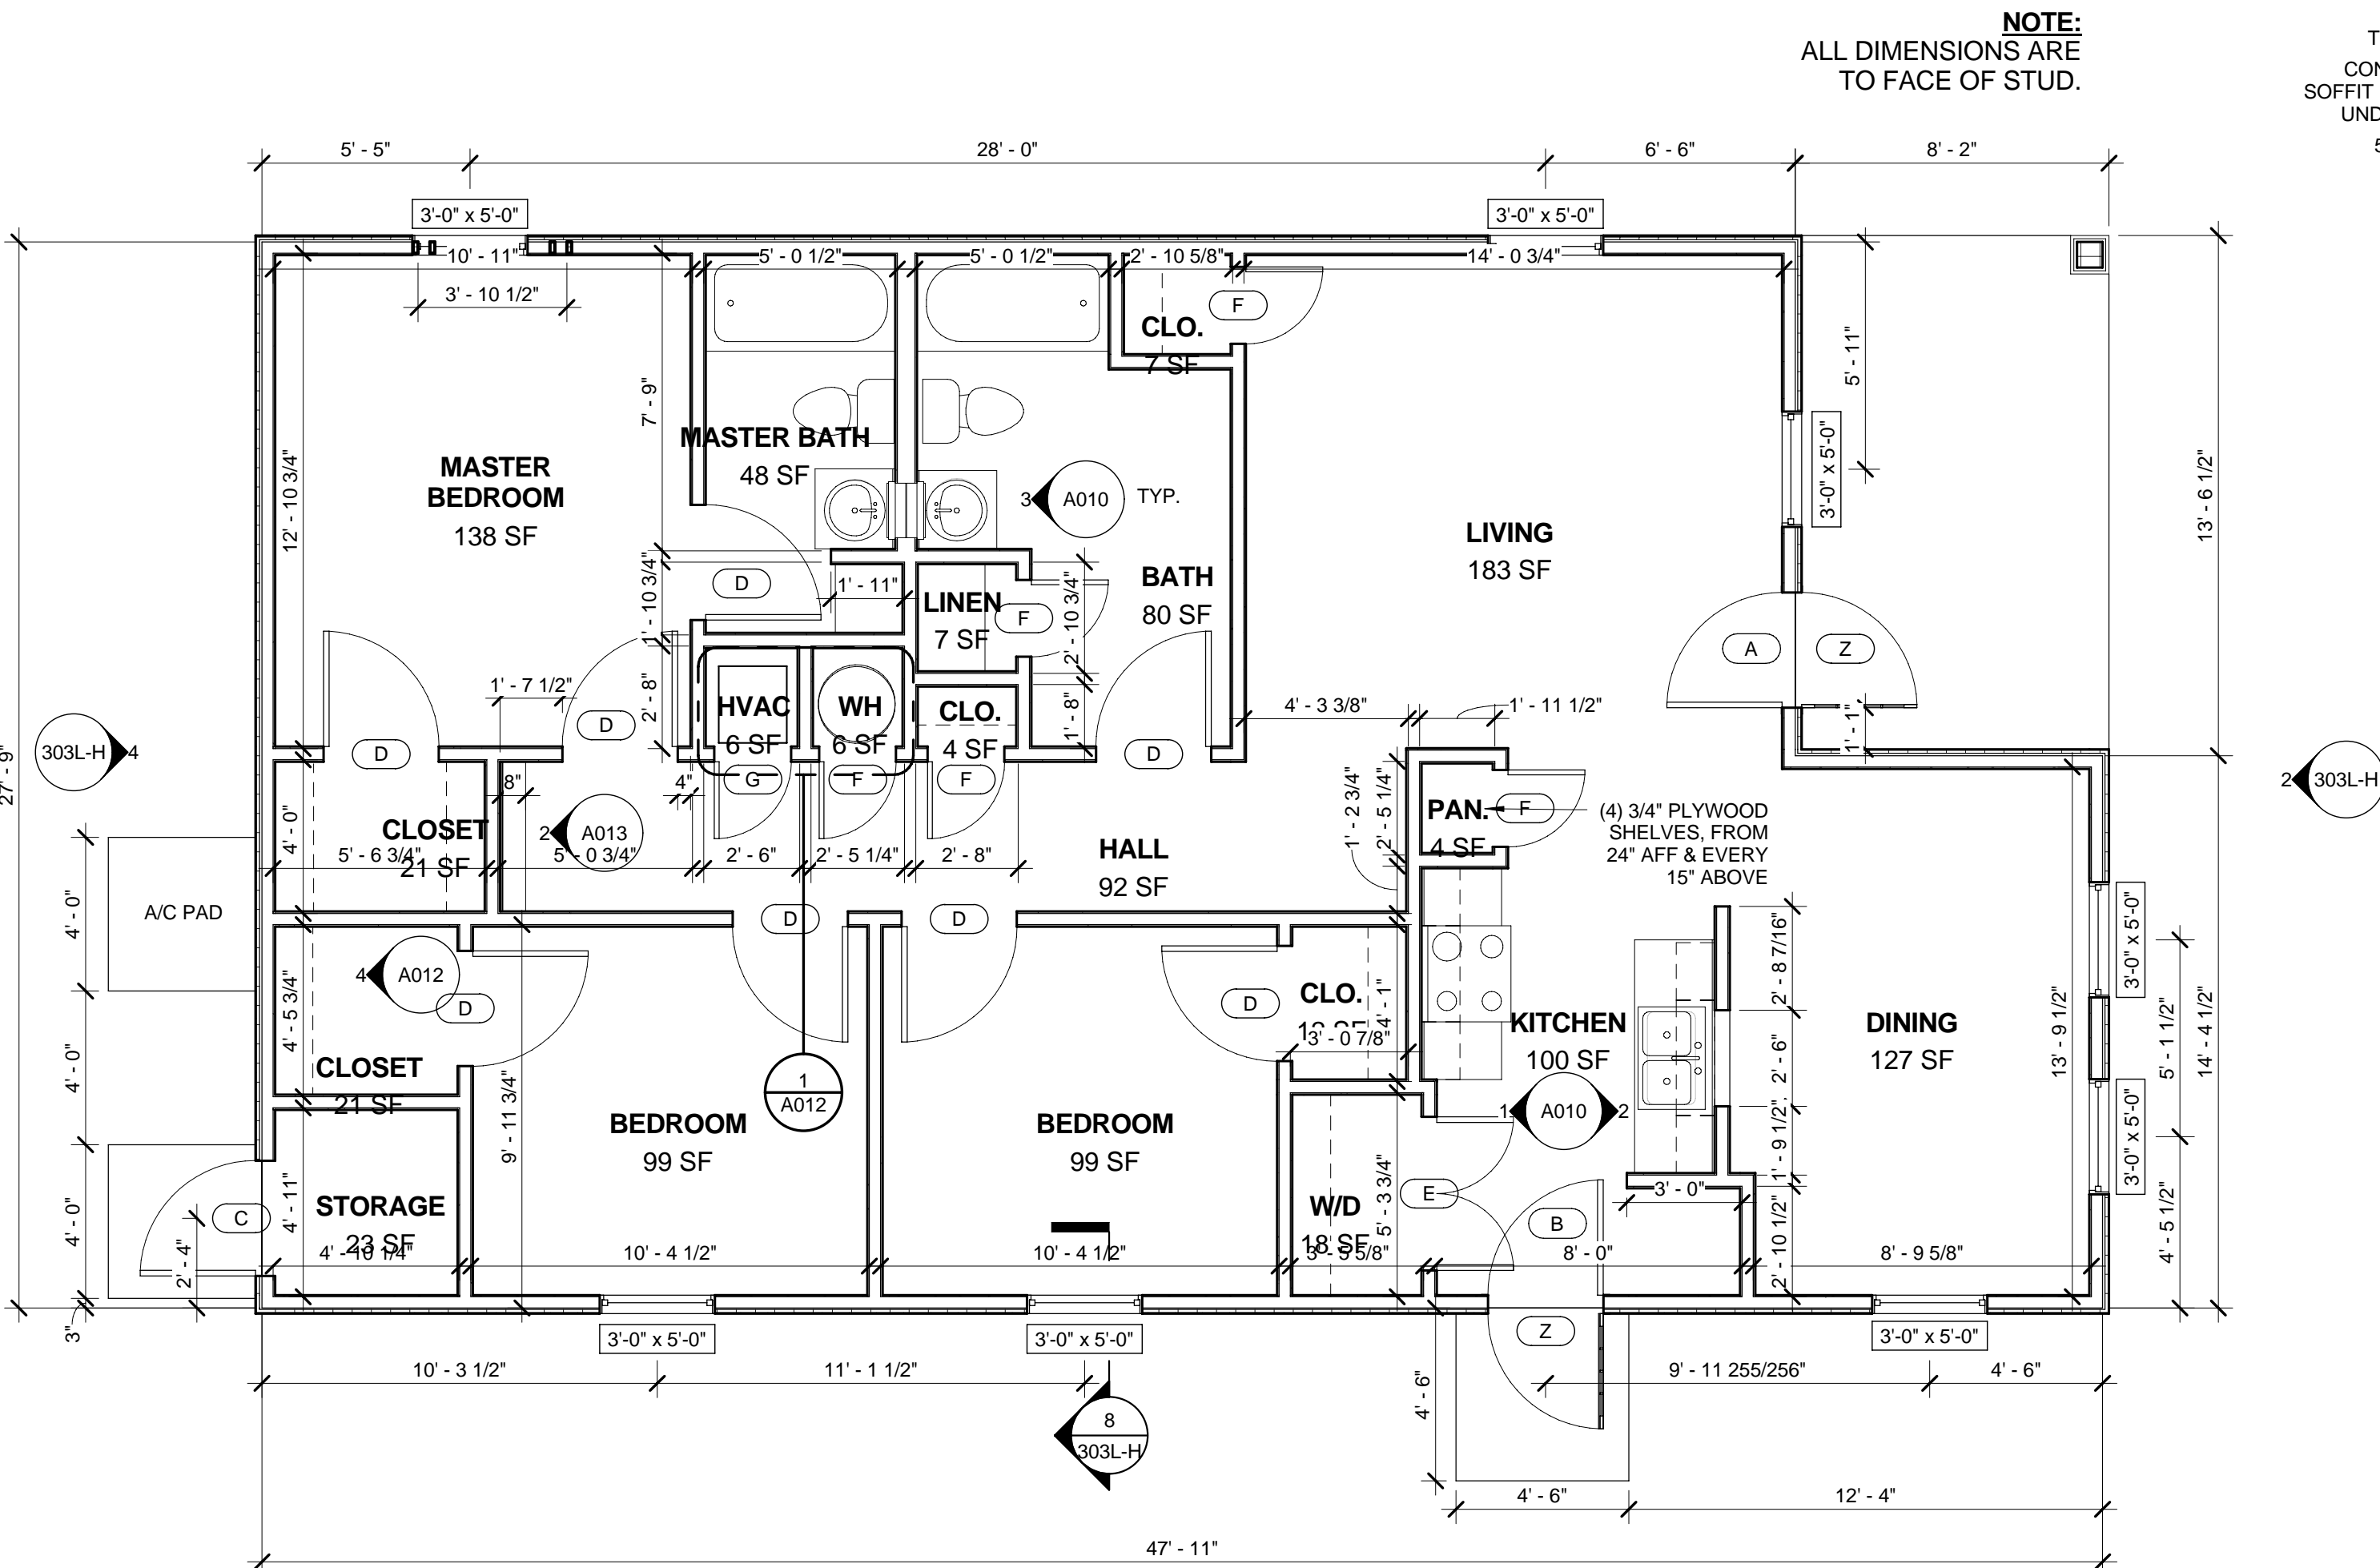 NOTE:
ALL DIMENSIONS ARE
TO FACE OF STUD.
SOFFIT
5' - 5"
28' - 0"
6' - 6"
8' - 2"
3'-0" x 5'-0"
3'-0" x 5'-0"
10' - 11"
5' - 0 1/2"
5' - 0 1/2"
2' - 10 5/8"
14' - 0 3/4"
3' - 10 1/2"
F
CLO.
7 SF
5' - 11"
7' - 9"
3'-0" x 5'-0"
MASTER BATH
48 SF
MASTER
BEDROOM
138 SF
12' - 10 3/4"
3
A010
TYP.
13' - 6 1/2"
LIVING
183 SF
D
1' - 10 3/4"
1' - 11"
LINEN
7 SF
F
2' - 10 3/4"
BATH
80 SF
A
Z
1' - 7 1/2"
2' - 8"
HVAC
6 SF
WH
6 SF
CLO.
4 SF
1' - 8"
4' - 3 3/8"
1' - 11 1/2"
1' - 1"
27' - 9"
303L-H
4
D
D
D
G
F
F
8"
4"
2
303L-H
4' - 0"
CLOSET
21 SF
5' - 6 3/4"
2
A013
5' - 0 3/4"
2' - 6"
2' - 5 1/4"
2' - 8"
HALL
92 SF
1' - 2 3/4"
2' - 5 1/4"
PAN.
4 SF
F
(4) 3/4" PLYWOOD
SHELVES, FROM
24" AFF & EVERY
15" ABOVE
A/C PAD
4' - 0"
D
D
3'-0" x 5'-0"
2' - 8 7/16"
4
A012
D
4' - 5 3/4"
D
CLO.
4' - 1"
3' - 0 7/8"
KITCHEN
100 SF
2' - 6"
DINING
127 SF
13' - 9 1/2"
5' - 1 1/2"
14' - 4 1/2"
4' - 0"
CLOSET
21 SF
9' - 11 3/4"
1
A012
1
A010
2
BEDROOM
99 SF
BEDROOM
99 SF
1' - 9 1/2"
3'-0" x 5'-0"
4' - 0"
C
2' - 4"
4' - 11"
STORAGE
23 SF
4' - 10 1/4"
10' - 4 1/2"
10' - 4 1/2"
W/D
18 SF
3' - 5 5/8"
5' - 3 3/4"
E
B
3' - 0"
8' - 0"
2' - 10 1/2"
8' - 9 5/8"
4' - 5 1/2"
3"
3'-0" x 5'-0"
3'-0" x 5'-0"
Z
3'-0" x 5'-0"
10' - 3 1/2"
11' - 1 1/2"
4' - 6"
9' - 11 255/256"
4' - 6"
8
303L-H
4' - 6"
12' - 4"
47' - 11"